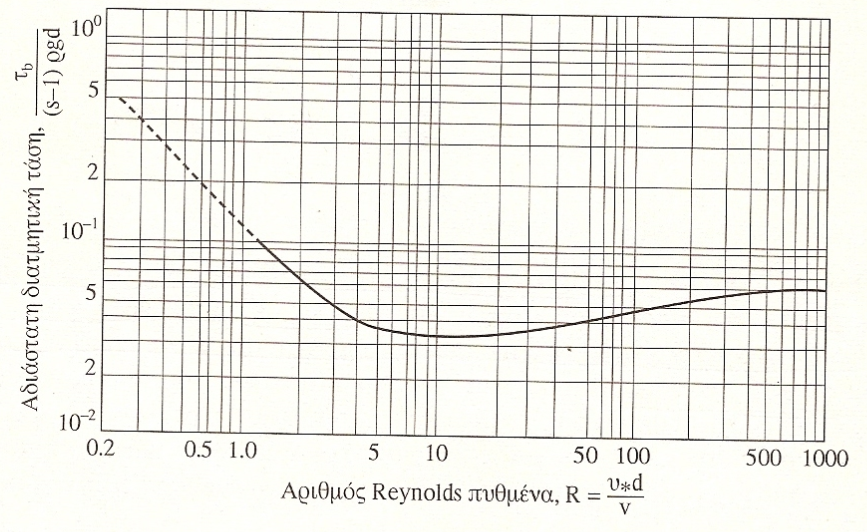 Αδιάστατη διατμητική τάση, τ_b / (s–1) ϱgd
10⁰
5
2
10⁻¹
5
2
10⁻²
0.2 0.5 1.0 5 10 50 100 500 1000
Αριθμός Reynolds πυθμένα, R = υ*d / ν